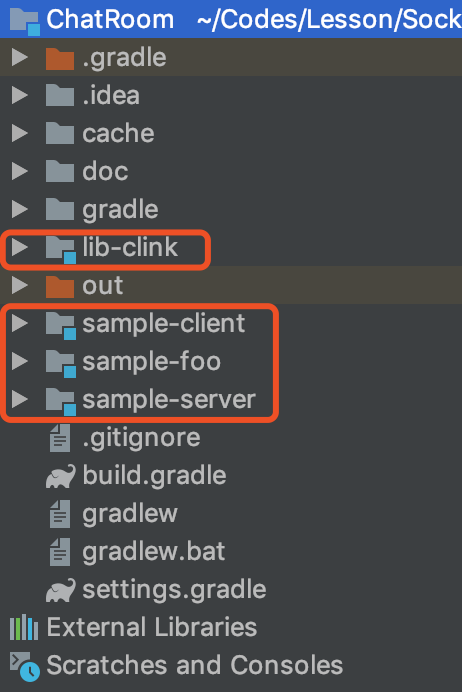 ChatRoom ~/Codes/Lesson/Sock
.gradle
.idea
cache
doc
gradle
lib-clink
out
sample-client
sample-foo
sample-server
.gitignore
build.gradle
gradlew
gradlew.bat
settings.gradle
External Libraries
Scratches and Consoles